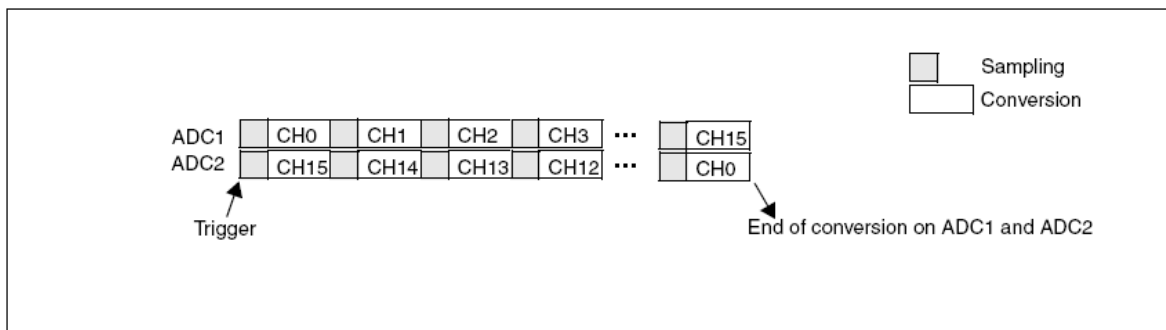 Sampling
Conversion
ADC1 CH0 CH1 CH2 CH3 ··· CH15
ADC2 CH15 CH14 CH13 CH12 ··· CH0
Trigger
End of conversion on ADC1 and ADC2